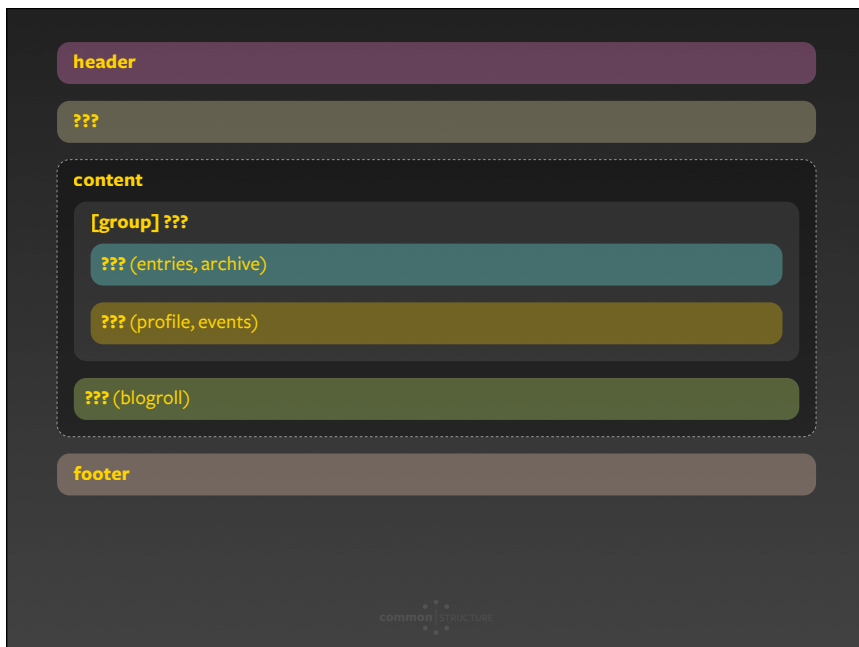 header
???
content
[group] ???
??? (entries, archive)
??? (profile, events)
??? (blogroll)
footer
common STRUCTURE